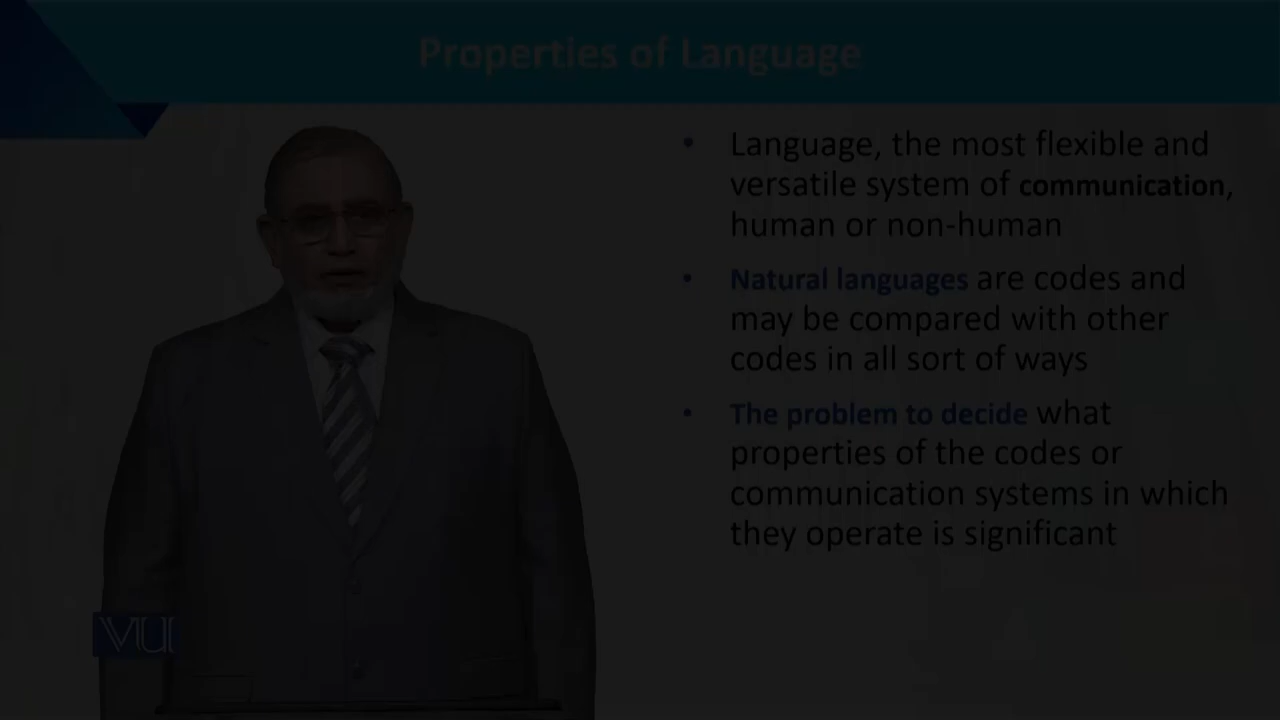 Properties of Language
• Language, the most flexible and
versatile system of communication,
human or non-human
• Natural languages are codes and
may be compared with other
codes in all sort of ways
• The problem to decide what
properties of the codes or
communication systems in which
they operate is significant
VU